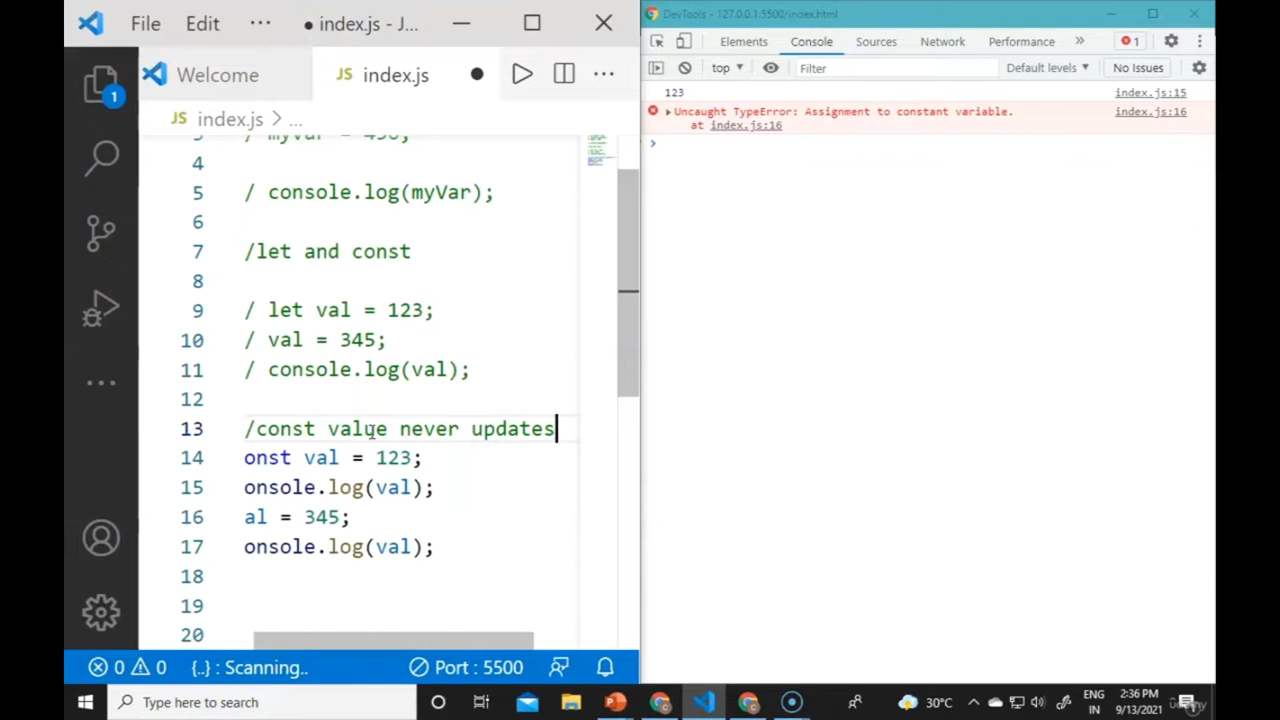 File Edit ··· ● index.js - J...
Welcome JS index.js
JS index.js > ...
3 / myVar = 456;
4
5 / console.log(myVar);
6
7 /let and const
8
9 / let val = 123;
10 / val = 345;
11 / console.log(val);
12
13 /const value never updates
14 onst val = 123;
15 onsole.log(val);
16 al = 345;
17 onsole.log(val);
18
19
20
1
0 0 {..} : Scanning.. Port : 5500
DevTools - 127.0.0.1:5500/index.html
Elements Console Sources Network Performance » 1
top Filter Default levels No Issues
123 index.js:15
Uncaught TypeError: Assignment to constant variable. index.js:16
at index.js:16
Type here to search
30°C ENG IN 2:36 PM 9/13/2021
Udemy